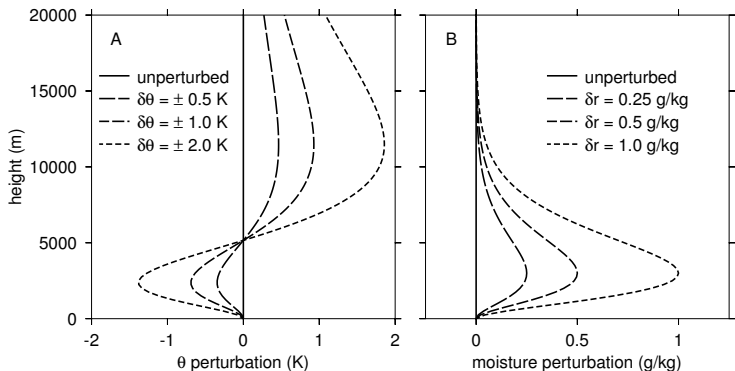 20000
15000
10000
5000
0
height (m)
A
unperturbed
δθ = ± 0.5 K
δθ = ± 1.0 K
δθ = ± 2.0 K
-2 -1 0 1 2
θ perturbation (K)
B
unperturbed
δr = 0.25 g/kg
δr = 0.5 g/kg
δr = 1.0 g/kg
0 0.5 1
moisture perturbation (g/kg)